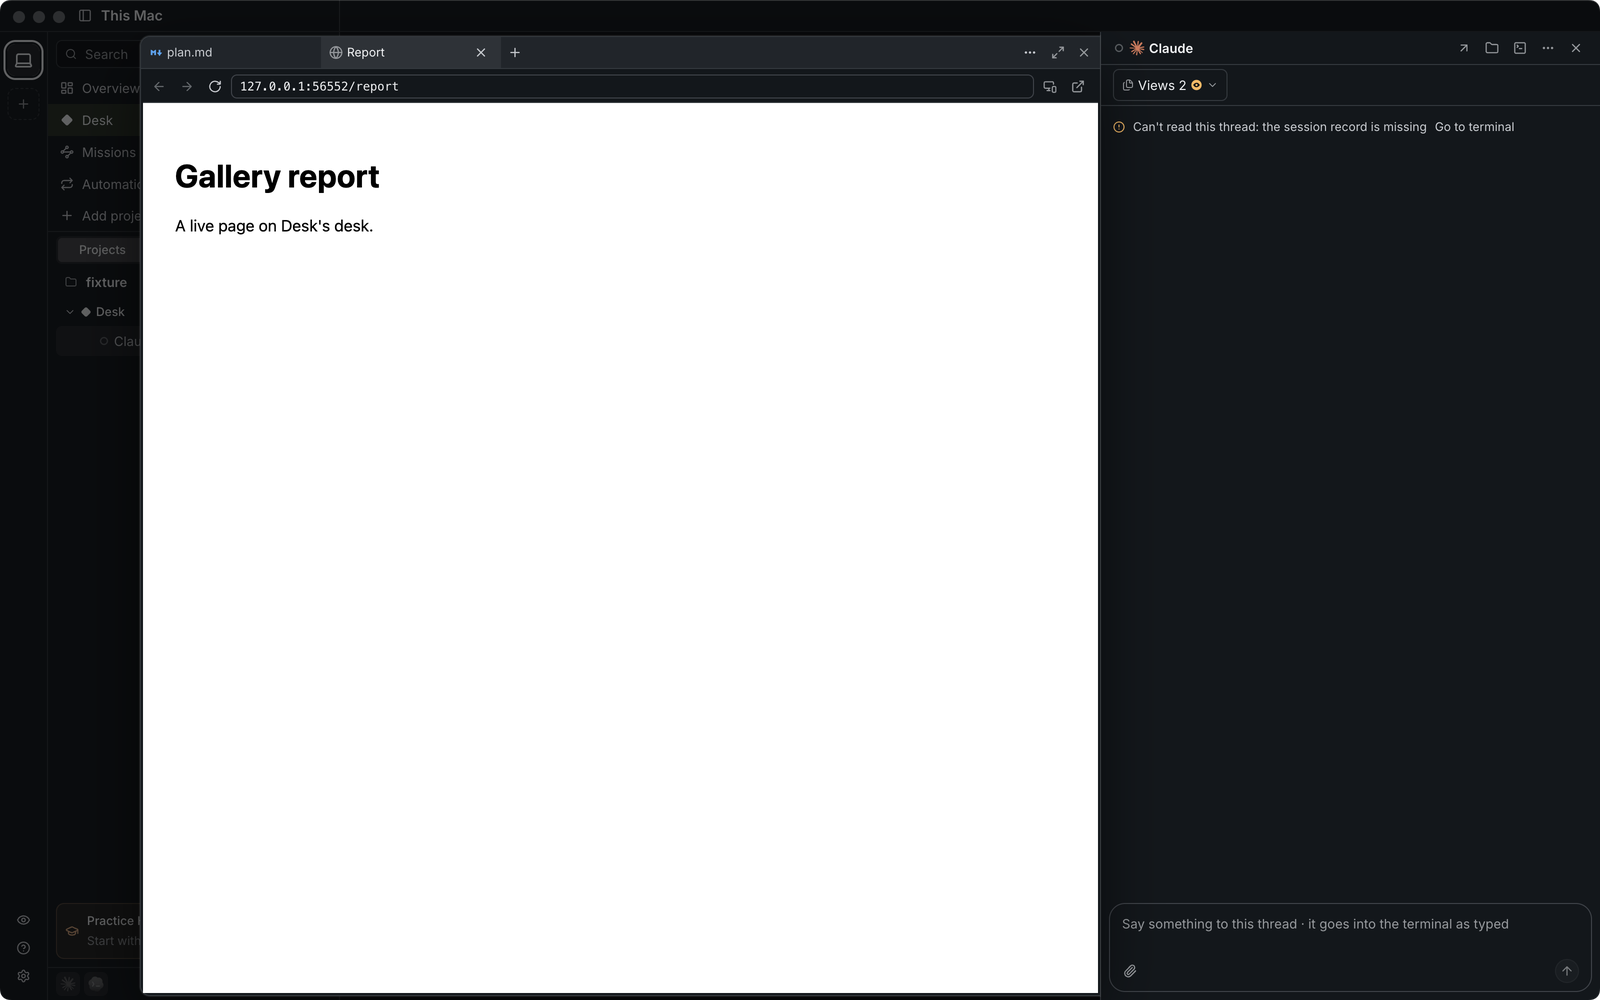 This Mac
Search
Overview
Desk
Missions
Automatic
Add proje
Projects
fixture
Desk
Clau
Practice
Start with
plan.md
Report
127.0.0.1:56552/report
Gallery report
A live page on Desk's desk.
Claude
Views 2
Can't read this thread: the session record is missing Go to terminal
Say something to this thread · it goes into the terminal as typed